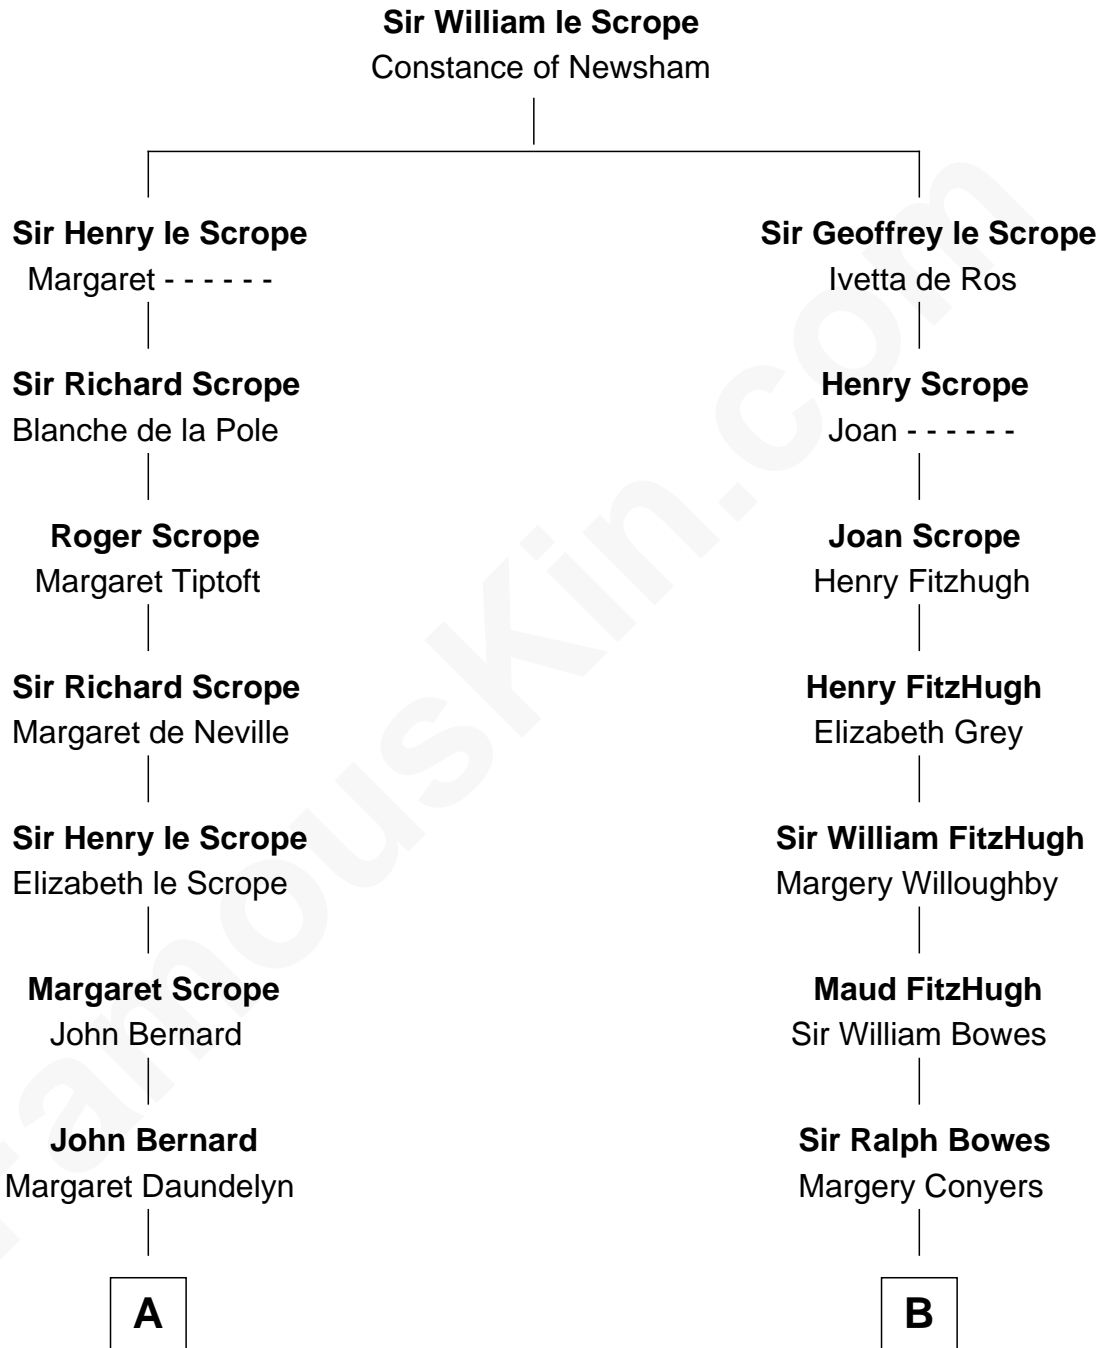 Sir William le Scrope
Constance of Newsham
Sir Henry le Scrope
Margaret - - - - - -
Sir Geoffrey le Scrope
Ivetta de Ros
Sir Richard Scrope
Blanche de la Pole
Henry Scrope
Joan - - - - - -
Roger Scrope
Margaret Tiptoft
Joan Scrope
Henry Fitzhugh
Sir Richard Scrope
Margaret de Neville
Henry FitzHugh
Elizabeth Grey
Sir Henry le Scrope
Elizabeth le Scrope
Sir William FitzHugh
Margery Willoughby
Margaret Scrope
John Bernard
Maud FitzHugh
Sir William Bowes
John Bernard
Margaret Daundelyn
Sir Ralph Bowes
Margery Conyers
A
B
FamousKin.com